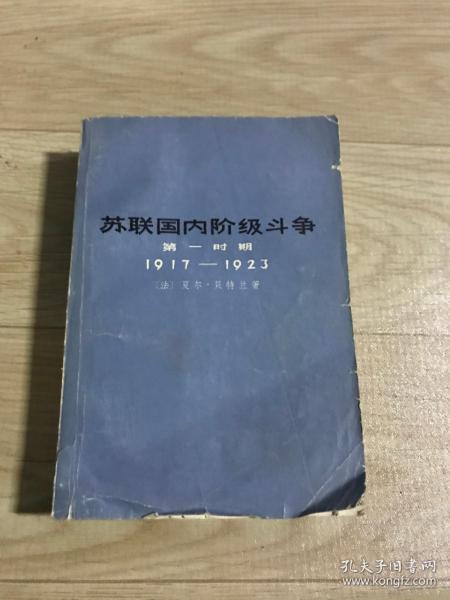 苏联国内阶级斗争
第一时期
1917—1923
〔法〕夏尔·贝特兰著
孔夫子旧书网
www.kongfz.com